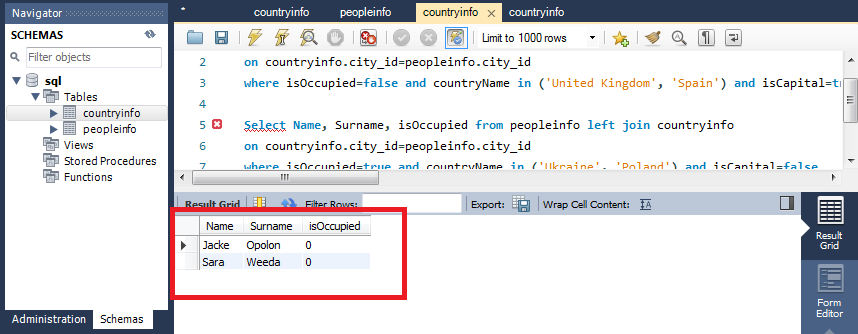 Navigator
* countryinfo peopleinfo countryinfo × countryinfo
SCHEMAS
Filter objects
Limit to 1000 rows
sql
Tables
countryinfo
peopleinfo
Views
Stored Procedures
Functions
2 on countryinfo.city_id=peopleinfo.city_id
3 where isOccupied=false and countryName in ('United Kingdom', 'Spain') and isCapital=tr
4
5 Select Name, Surname, isOccupied from peopleinfo left join countryinfo
6 on countryinfo.city_id=peopleinfo.city_id
7 where isOccupied=true and countryName in ('Ukraine', 'Poland') and isCapital=false
Result Grid Filter Rows: Export: Wrap Cell Content: IA
Name Surname isOccupied
Jacke Opolon 0
Sara Weeda 0
Result
Grid
Form
Editor
Administration Schemas